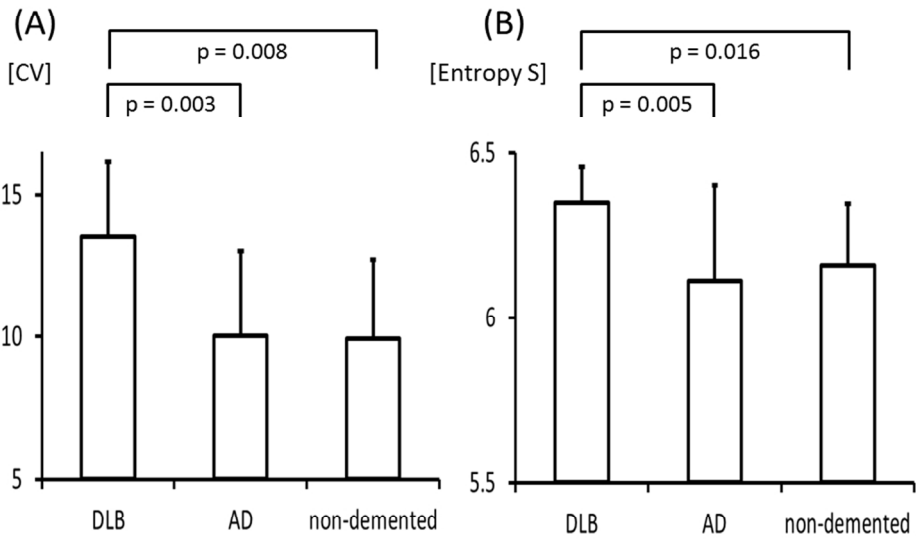 (A)
p = 0.008
[CV]
p = 0.003
15
10
5
DLB AD non-demented
(B)
p = 0.016
[Entropy S]
p = 0.005
6.5
6
5.5
DLB AD non-demented